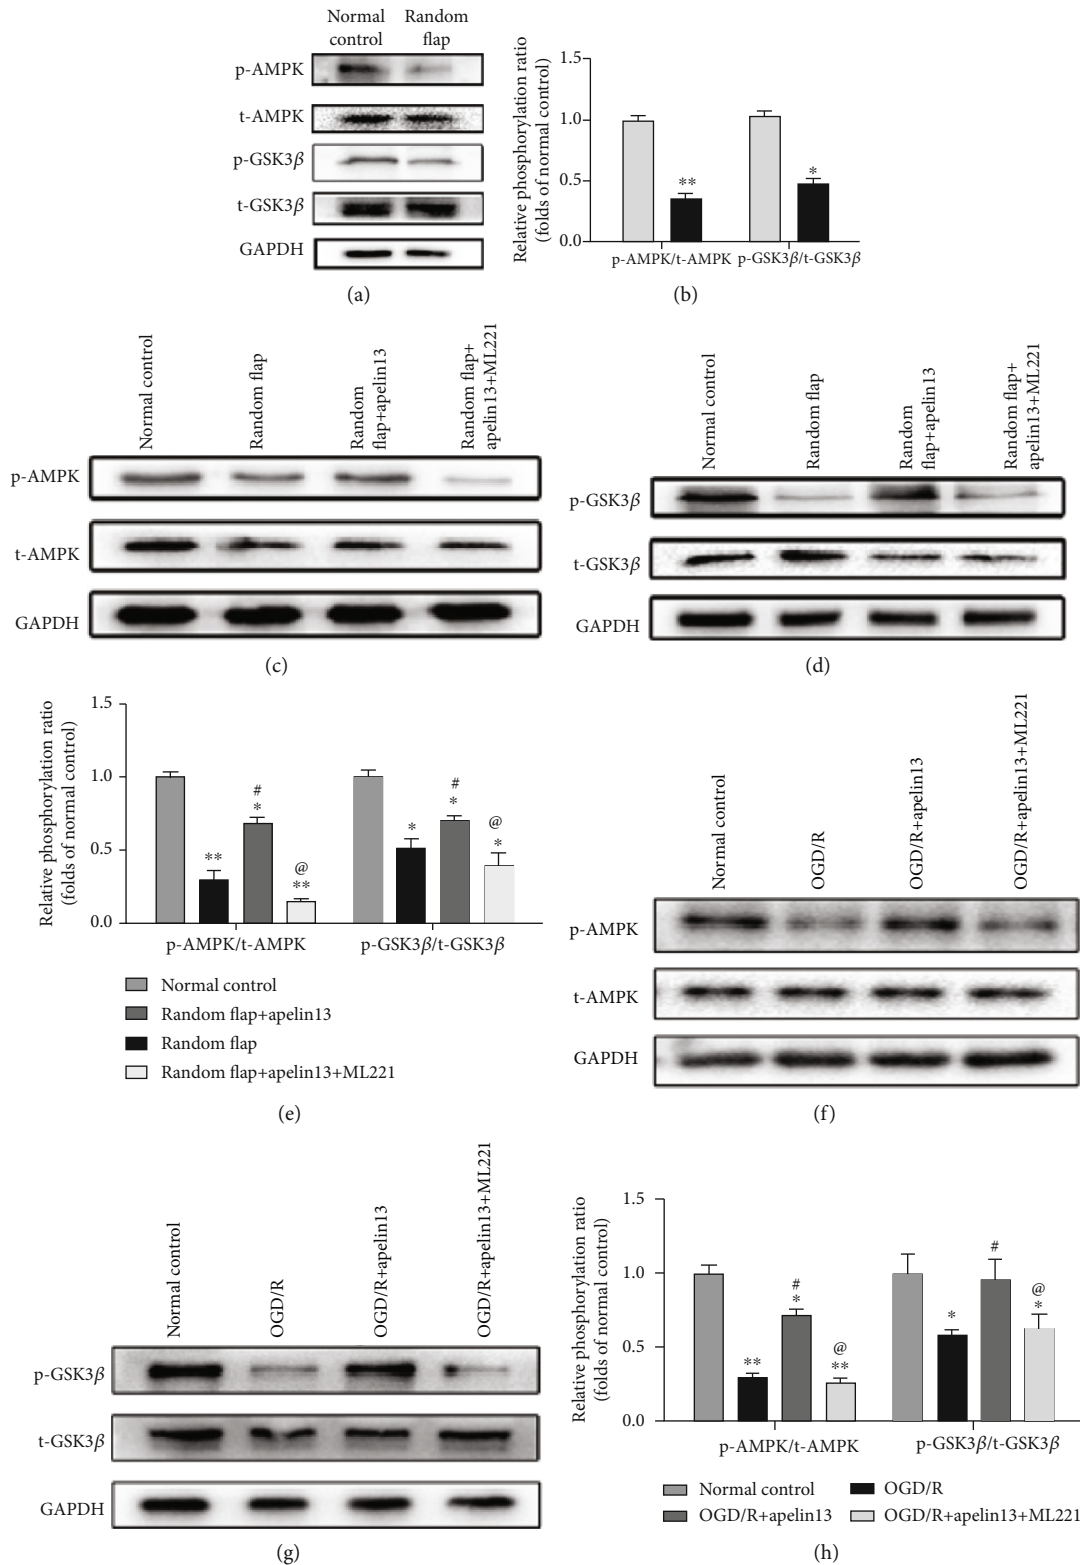 Normal
control
Random
flap
p-AMPK
t-AMPK
p-GSK3β
t-GSK3β
GAPDH
(a)
Relative phosphorylation ratio
(folds of normal control)
1.5
1.0
0.5
0.0
**
*
p-AMPK/t-AMPK p-GSK3β/t-GSK3β
(b)
Normal control
Random flap
Random
flap+apelin13
Random flap+
apelin13+ML221
p-AMPK
t-AMPK
GAPDH
(c)
Normal control
Random flap
Random
flap+apelin13
Random flap+
apelin13+ML221
p-GSK3β
t-GSK3β
GAPDH
(d)
Relative phosphorylation ratio
(folds of normal control)
1.5
1.0
0.5
0.0
**
#
*
@
**
*
#
*
@
*
p-AMPK/t-AMPK
p-GSK3β/t-GSK3β
Normal control
Random flap+apelin13
Random flap
Random flap+apelin13+ML221
(e)
Normal control
OGD/R
OGD/R+apelin13
OGD/R+apelin13+ML221
p-AMPK
t-AMPK
GAPDH
(f)
Normal control
OGD/R
OGD/R+apelin13
OGD/R+apelin13+ML221
p-GSK3β
t-GSK3β
GAPDH
(g)
Relative phosphorylation ratio
(folds of normal control)
1.5
1.0
0.5
0.0
**
#
*
@
**
*
#
@
*
p-AMPK/t-AMPK
p-GSK3β/t-GSK3β
Normal control
OGD/R
OGD/R+apelin13
OGD/R+apelin13+ML221
(h)